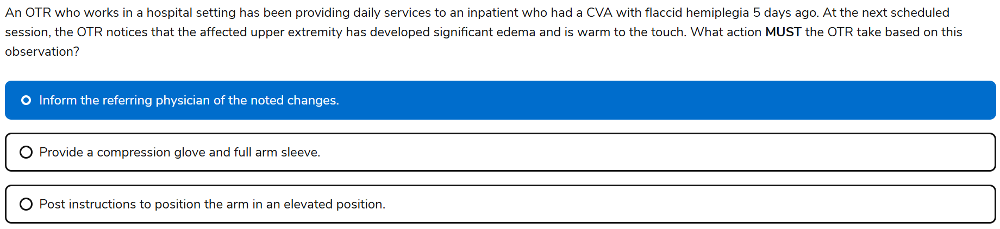 An OTR who works in a hospital setting has been providing daily services to an inpatient who had a CVA with flaccid hemiplegia 5 days ago. At the next scheduled
session, the OTR notices that the affected upper extremity has developed significant edema and is warm to the touch. What action MUST the OTR take based on this
observation?
Inform the referring physician of the noted changes.
Provide a compression glove and full arm sleeve.
Post instructions to position the arm in an elevated position.